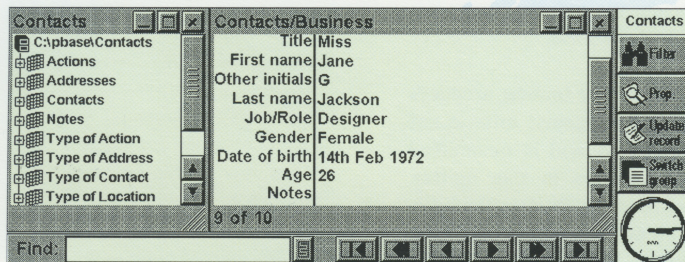 Contacts
C:\pbase\Contacts
Actions
Addresses
Contacts
Notes
Type of Action
Type of Address
Type of Contact
Type of Location
Contacts/Business
Title Miss
First name Jane
Other initials G
Last name Jackson
Job/Role Designer
Gender Female
Date of birth 14th Feb 1972
Age 26
Notes
9 of 10
Find:
Contacts
Filter
Prop.
Update
record
Switch
group